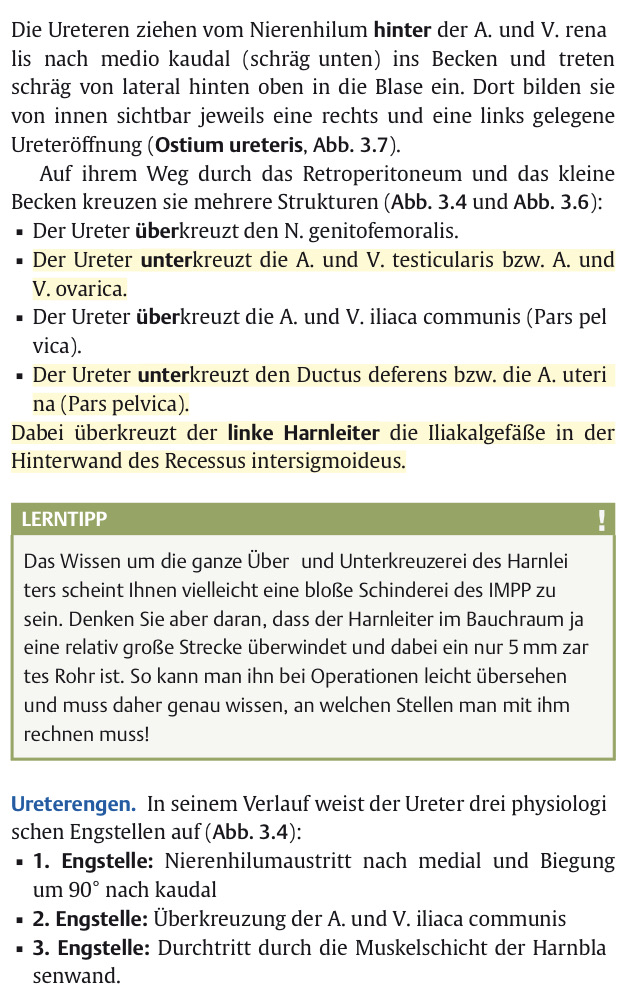 Die Ureteren ziehen vom Nierenhilum hinter der A. und V. rena
lis nach medio kaudal (schräg unten) ins Becken und treten
schräg von lateral hinten oben in die Blase ein. Dort bilden sie
von innen sichtbar jeweils eine rechts und eine links gelegene
Ureteröffnung (Ostium ureteris, Abb. 3.7).
Auf ihrem Weg durch das Retroperitoneum und das kleine
Becken kreuzen sie mehrere Strukturen (Abb. 3.4 und Abb. 3.6):
▪ Der Ureter überkreuzt den N. genitofemoralis.
▪ Der Ureter unterkreuzt die A. und V. testicularis bzw. A. und
V. ovarica.
▪ Der Ureter überkreuzt die A. und V. iliaca communis (Pars pel
vica).
▪ Der Ureter unterkreuzt den Ductus deferens bzw. die A. uteri
na (Pars pelvica).
Dabei überkreuzt der linke Harnleiter die Iliakalgefäße in der
Hinterwand des Recessus intersigmoideus.
LERNTIPP !
Das Wissen um die ganze Über und Unterkreuzerei des Harnlei
ters scheint Ihnen vielleicht eine bloße Schinderei des IMPP zu
sein. Denken Sie aber daran, dass der Harnleiter im Bauchraum ja
eine relativ große Strecke überwindet und dabei ein nur 5 mm zar
tes Rohr ist. So kann man ihn bei Operationen leicht übersehen
und muss daher genau wissen, an welchen Stellen man mit ihm
rechnen muss!
Ureterengen. In seinem Verlauf weist der Ureter drei physiologi
schen Engstellen auf (Abb. 3.4):
▪ 1. Engstelle: Nierenhilumaustritt nach medial und Biegung
um 90° nach kaudal
▪ 2. Engstelle: Überkreuzung der A. und V. iliaca communis
▪ 3. Engstelle: Durchtritt durch die Muskelschicht der Harnbla
senwand.